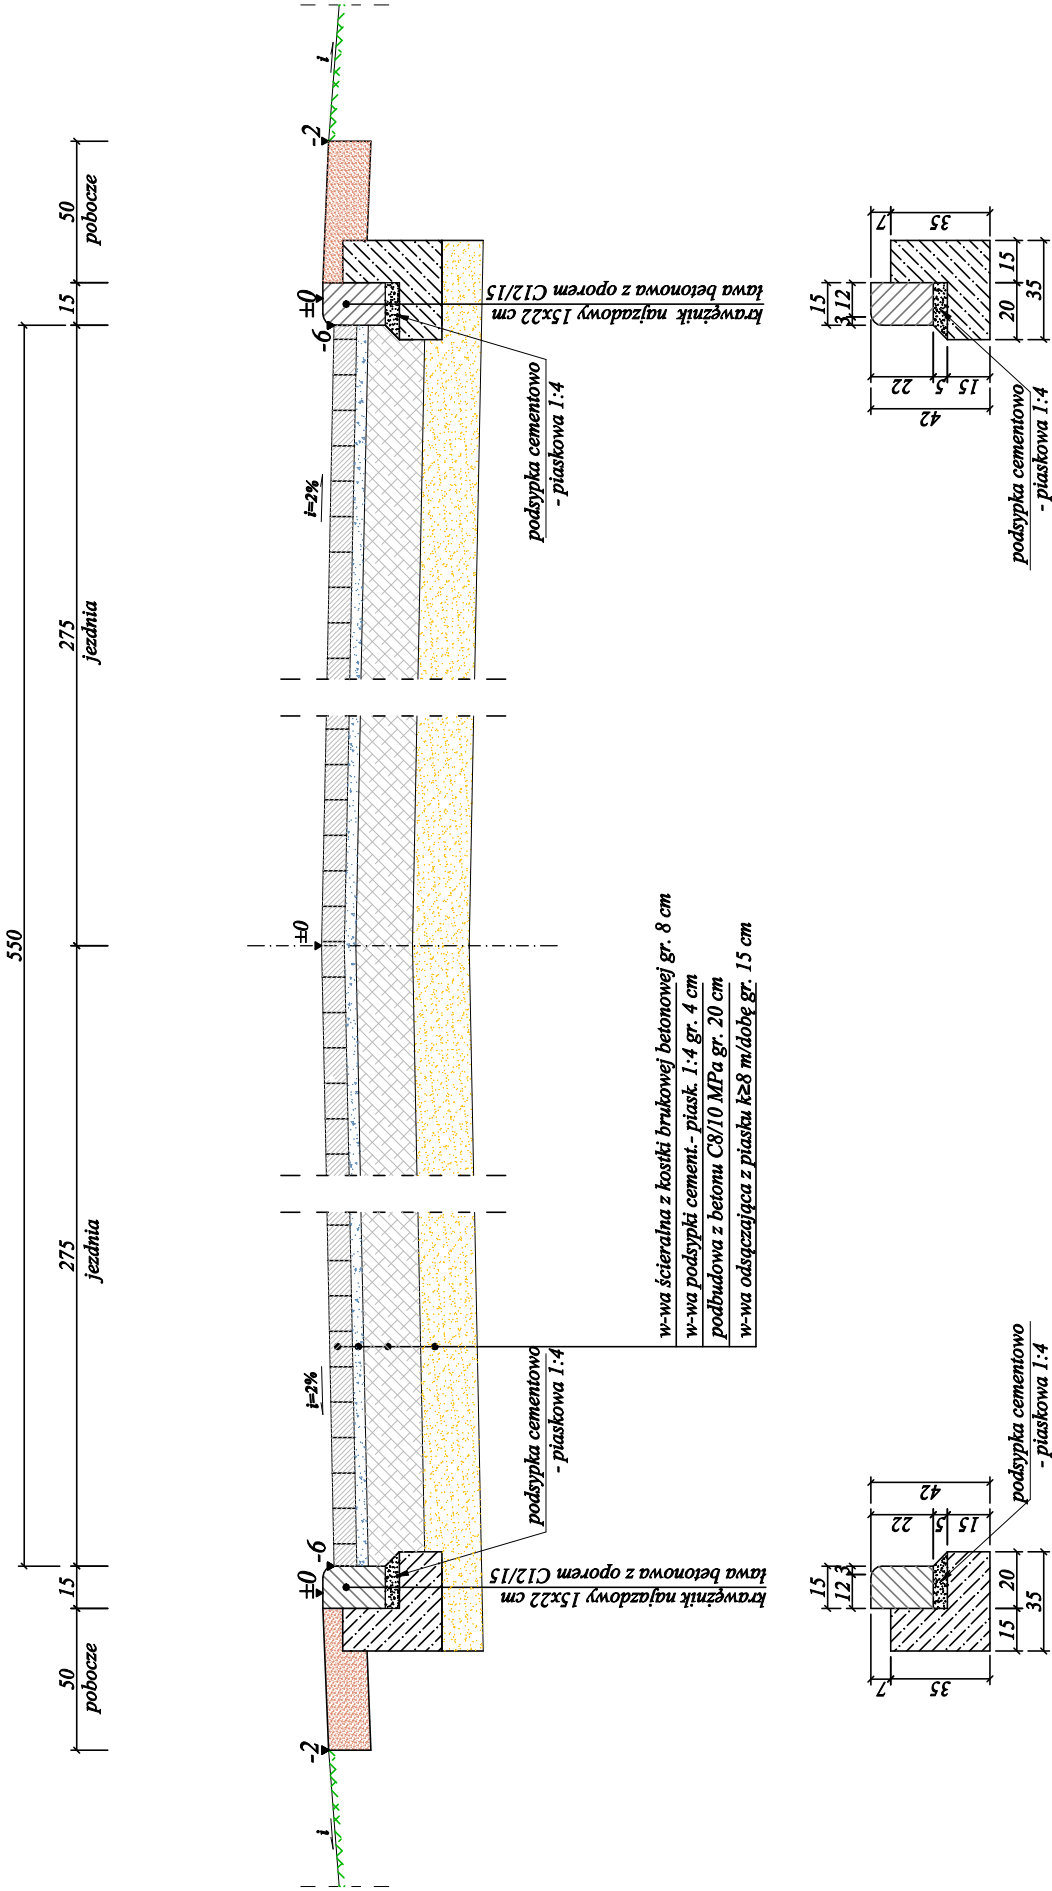 550
50
pobocze
15
275
jezdnia
275
jezdnia
15
50
pobocze
i
-2
±0
-6
i=2%
±0
i=2%
-6
±0
-2
i
krawężnik najazdowy 15x22 cm
ława betonowa z oporem C12/15
podsypka cementowo
- piaskowa 1:4
w-wa ścieralna z kostki brukowej betonowej gr. 8 cm
w-wa podsypki cement.- piask. 1:4 gr. 4 cm
podbudowa z betonu C8/10 MPa gr. 20 cm
w-wa odsączająca z piasku k≥8 m/dobę gr. 15 cm
krawężnik najazdowy 15x22 cm
ława betonowa z oporem C12/15
podsypka cementowo
- piaskowa 1:4
15
12
3
7
35
22
5
15
42
15
20
35
podsypka cementowo
- piaskowa 1:4
15
12
3
7
35
22
5
15
42
15
20
35
podsypka cementowo
- piaskowa 1:4